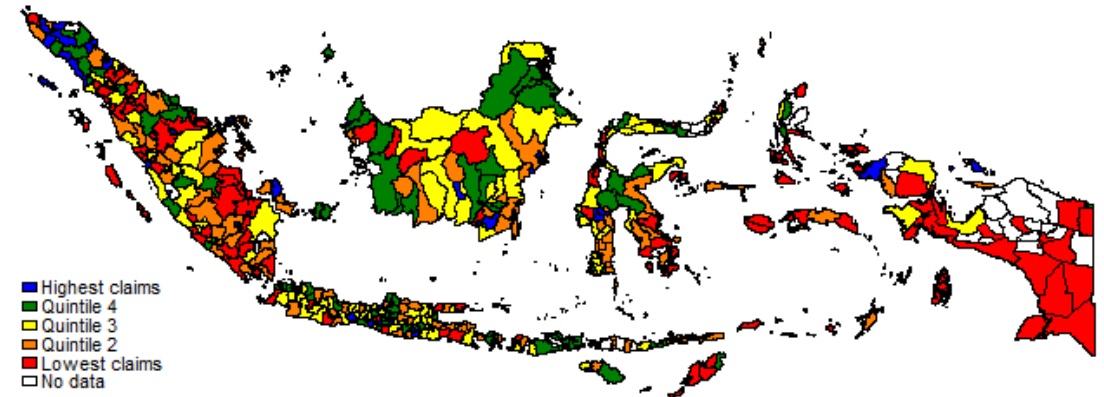 Highest claims
Quintile 4
Quintile 3
Quintile 2
Lowest claims
No data